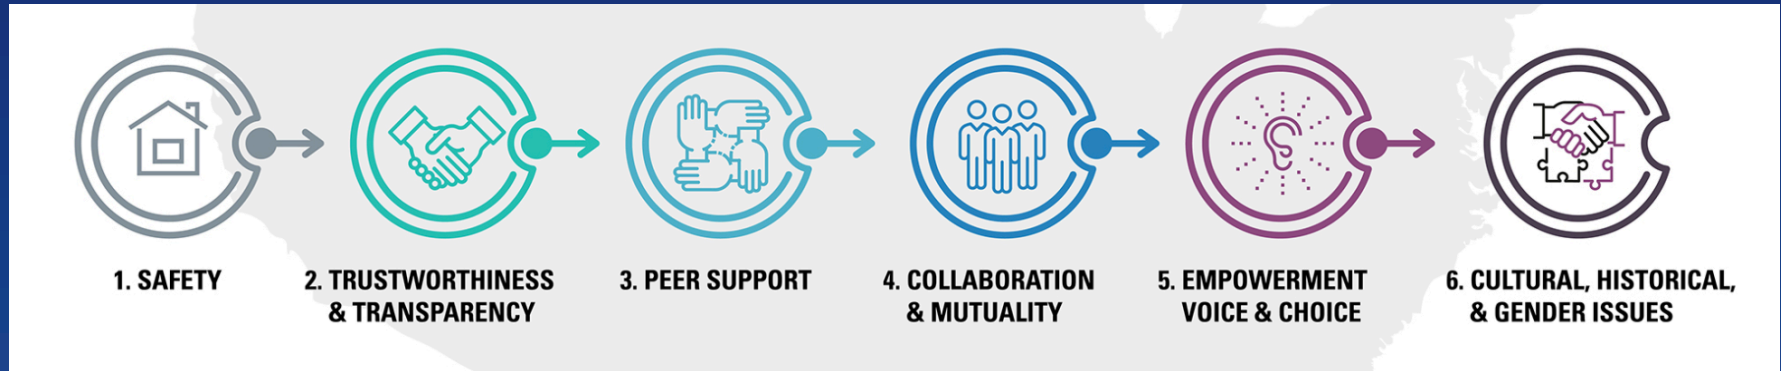 1. SAFETY
2. TRUSTWORTHINESS
& TRANSPARENCY
3. PEER SUPPORT
4. COLLABORATION
& MUTUALITY
5. EMPOWERMENT
VOICE & CHOICE
6. CULTURAL, HISTORICAL,
& GENDER ISSUES